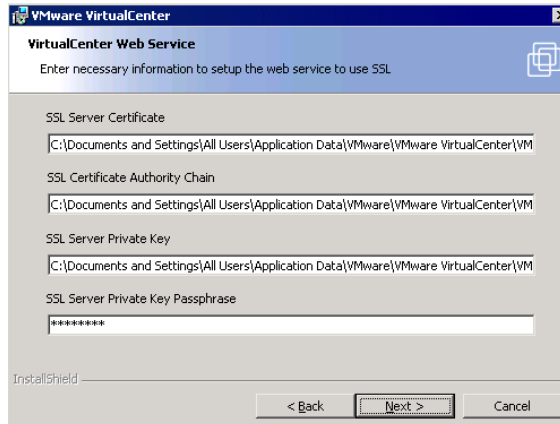 VMware VirtualCenter
VirtualCenter Web Service
Enter necessary information to setup the web service to use SSL
SSL Server Certificate
C:\Documents and Settings\All Users\Application Data\VMware\VMware VirtualCenter\VM
SSL Certificate Authority Chain
C:\Documents and Settings\All Users\Application Data\VMware\VMware VirtualCenter\VM
SSL Server Private Key
C:\Documents and Settings\All Users\Application Data\VMware\VMware VirtualCenter\VM
SSL Server Private Key Passphrase
********
InstallShield
< Back Next > Cancel